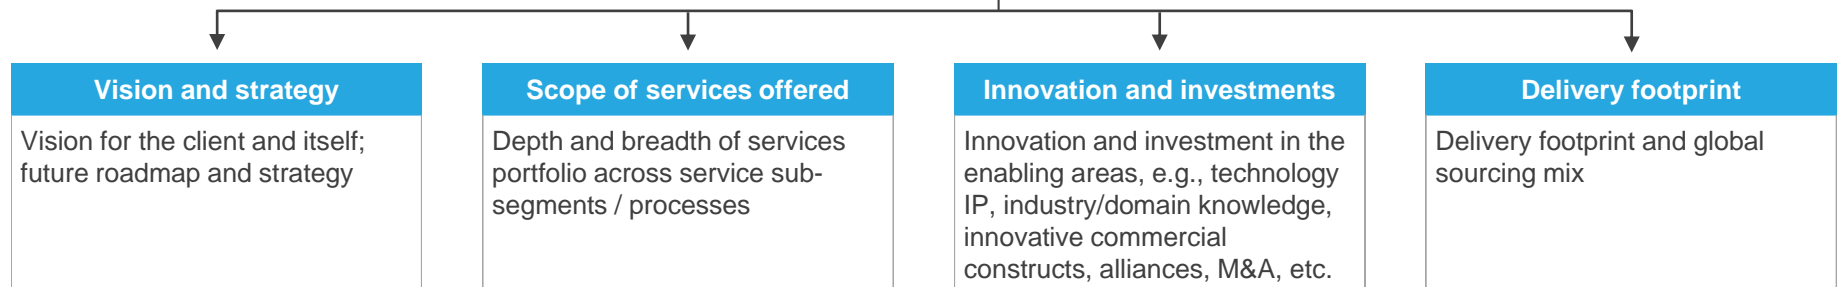 Vision and strategy
Vision for the client and itself;
future roadmap and strategy
Scope of services offered
Depth and breadth of services
portfolio across service sub-
segments / processes
Innovation and investments
Innovation and investment in the
enabling areas, e.g., technology
IP, industry/domain knowledge,
innovative commercial
constructs, alliances, M&A, etc.
Delivery footprint
Delivery footprint and global
sourcing mix